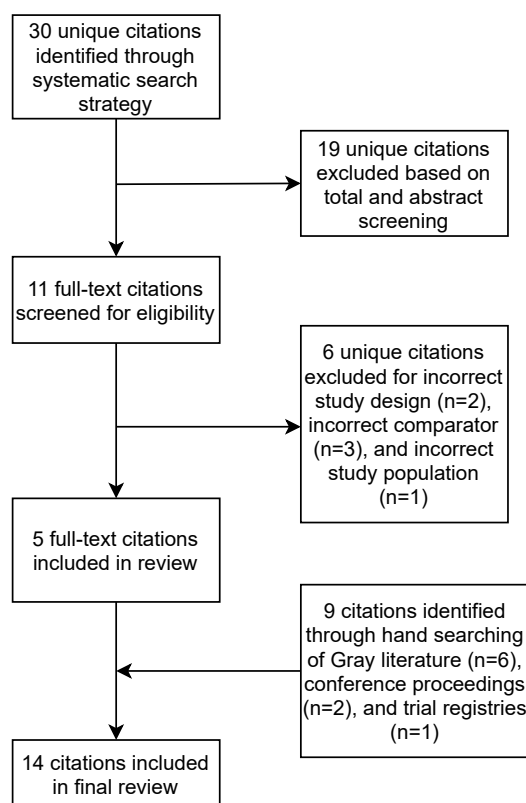 30 unique citations
identified through
systematic search
strategy
19 unique citations
excluded based on
total and abstract
screening
11 full-text citations
screened for eligibility
6 unique citations
excluded for incorrect
study design (n=2),
incorrect comparator
(n=3), and incorrect
study population
(n=1)
5 full-text citations
included in review
9 citations identified
through hand searching
of Gray literature (n=6),
conference proceedings
(n=2), and trial registries
(n=1)
14 citations included
in final review